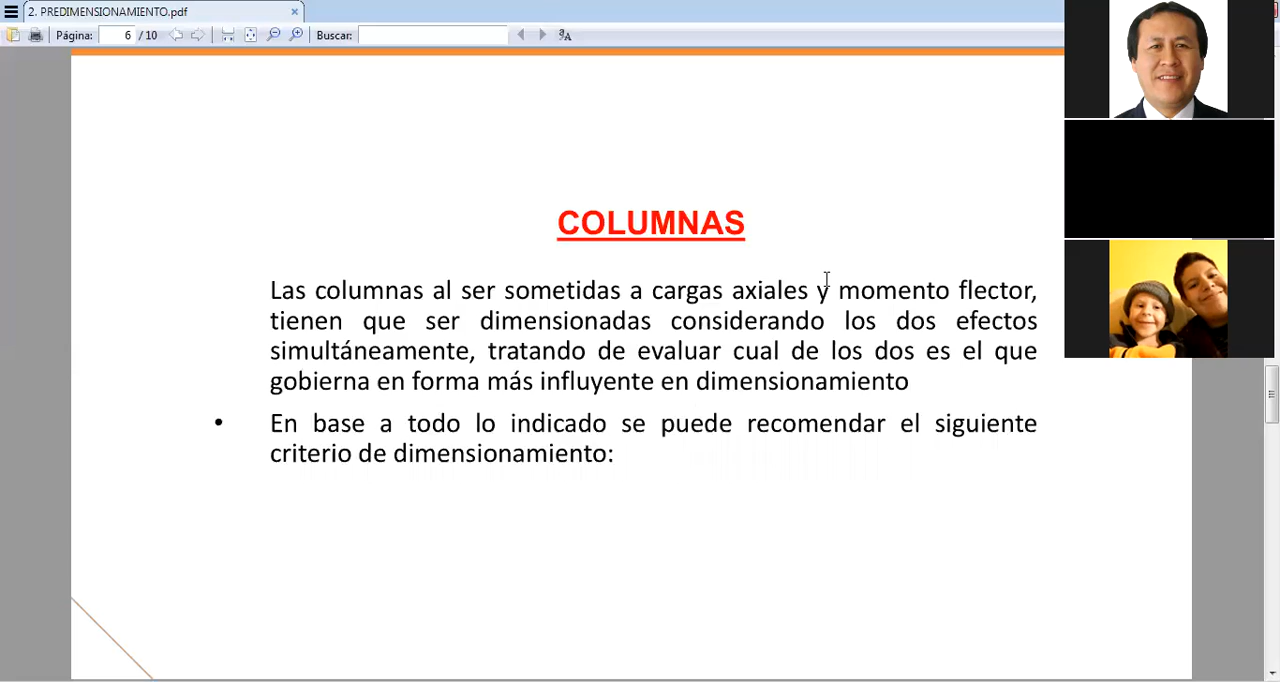 2. PREDIMENSIONAMIENTO.pdf
Página: 6 / 10 Buscar:
COLUMNAS
Las columnas al ser sometidas a cargas axiales y momento flector,
tienen que ser dimensionadas considerando los dos efectos
simultáneamente, tratando de evaluar cual de los dos es el que
gobierna en forma más influyente en dimensionamiento
• En base a todo lo indicado se puede recomendar el siguiente
criterio de dimensionamiento: